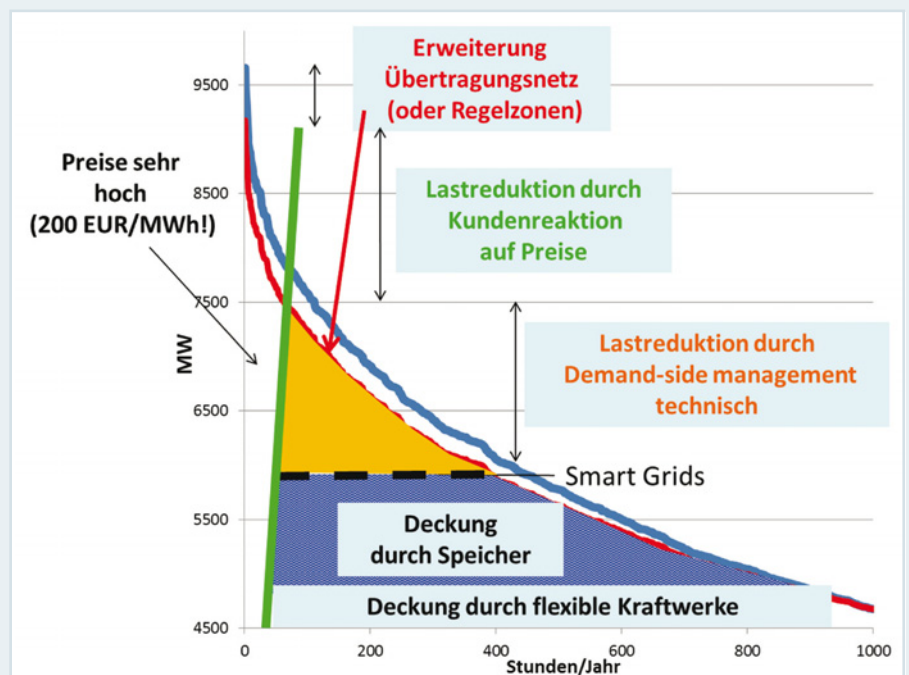 Erweiterung
Übertragungsnetz
(oder Regelzonen)
Preise sehr
hoch
(200 EUR/MWh!)
Lastreduktion durch
Kundenreaktion
auf Preise
Lastreduktion durch
Demand-side management
technisch
Smart Grids
Deckung
durch Speicher
Deckung durch flexible Kraftwerke
MW
9500
8500
7500
6500
5500
4500
0
200
400
600
800
1000
Stunden/Jahr